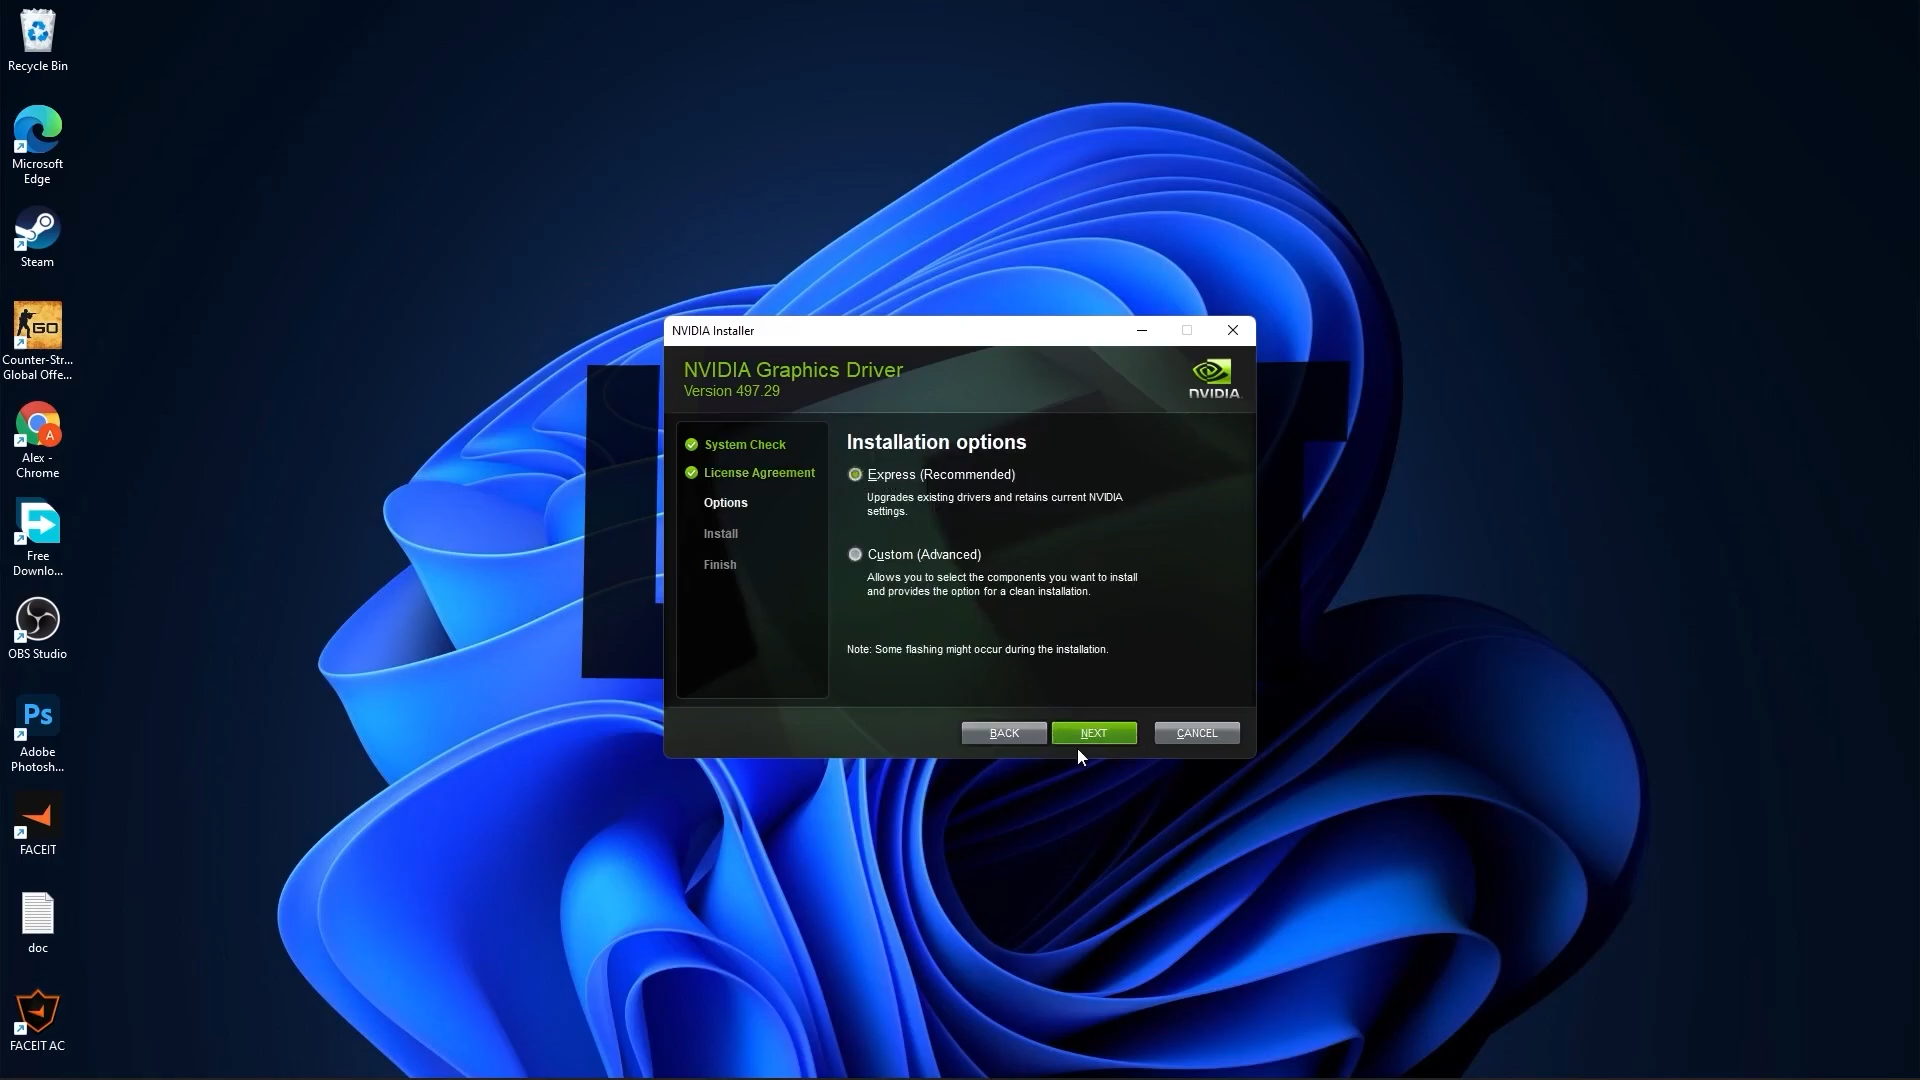 Recycle Bin
Microsoft
Edge
Steam
GO
Counter-Str...
Global Offe...
A
Alex -
Chrome
Free
Downlo...
OBS Studio
Ps
Adobe
Photosh...
FACEIT
doc
FACEIT AC
NVIDIA Installer
NVIDIA Graphics Driver
Version 497.29
NVIDIA.
System Check
License Agreement
Options
Install
Finish
Installation options
Express (Recommended)
Upgrades existing drivers and retains current NVIDIA
settings.
Custom (Advanced)
Allows you to select the components you want to install
and provides the option for a clean installation.
Note: Some flashing might occur during the installation.
BACK
NEXT
CANCEL